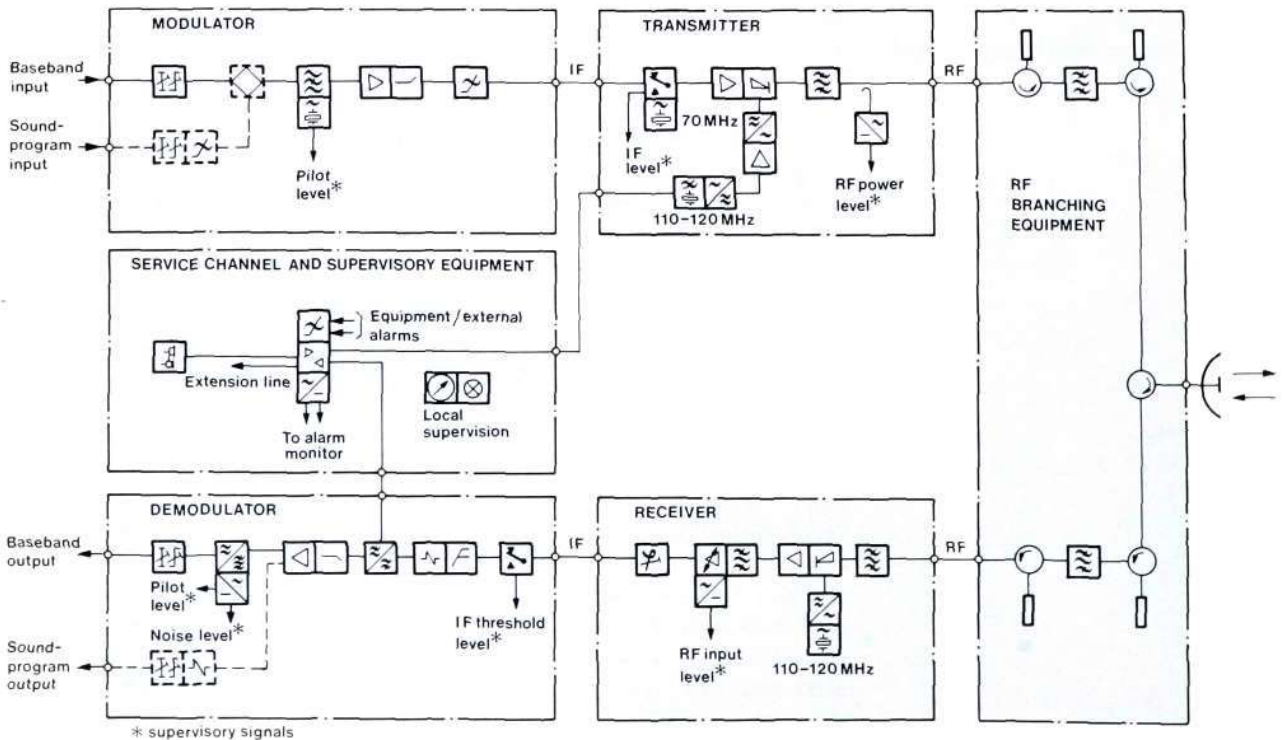 MODULATOR
Baseband
input
Sound-
program
input
Pilot
level*
IF
TRANSMITTER
70 MHz
IF
level*
110–120 MHz
RF power
level*
RF
RF
BRANCHING
EQUIPMENT
SERVICE CHANNEL AND SUPERVISORY EQUIPMENT
Equipment/external
alarms
Extension line
To alarm
monitor
Local
supervision
DEMODULATOR
Baseband
output
Pilot
level*
Noise level*
Sound-
program
output
IF threshold
level*
IF
RECEIVER
RF input
level*
110–120 MHz
RF
* supervisory signals